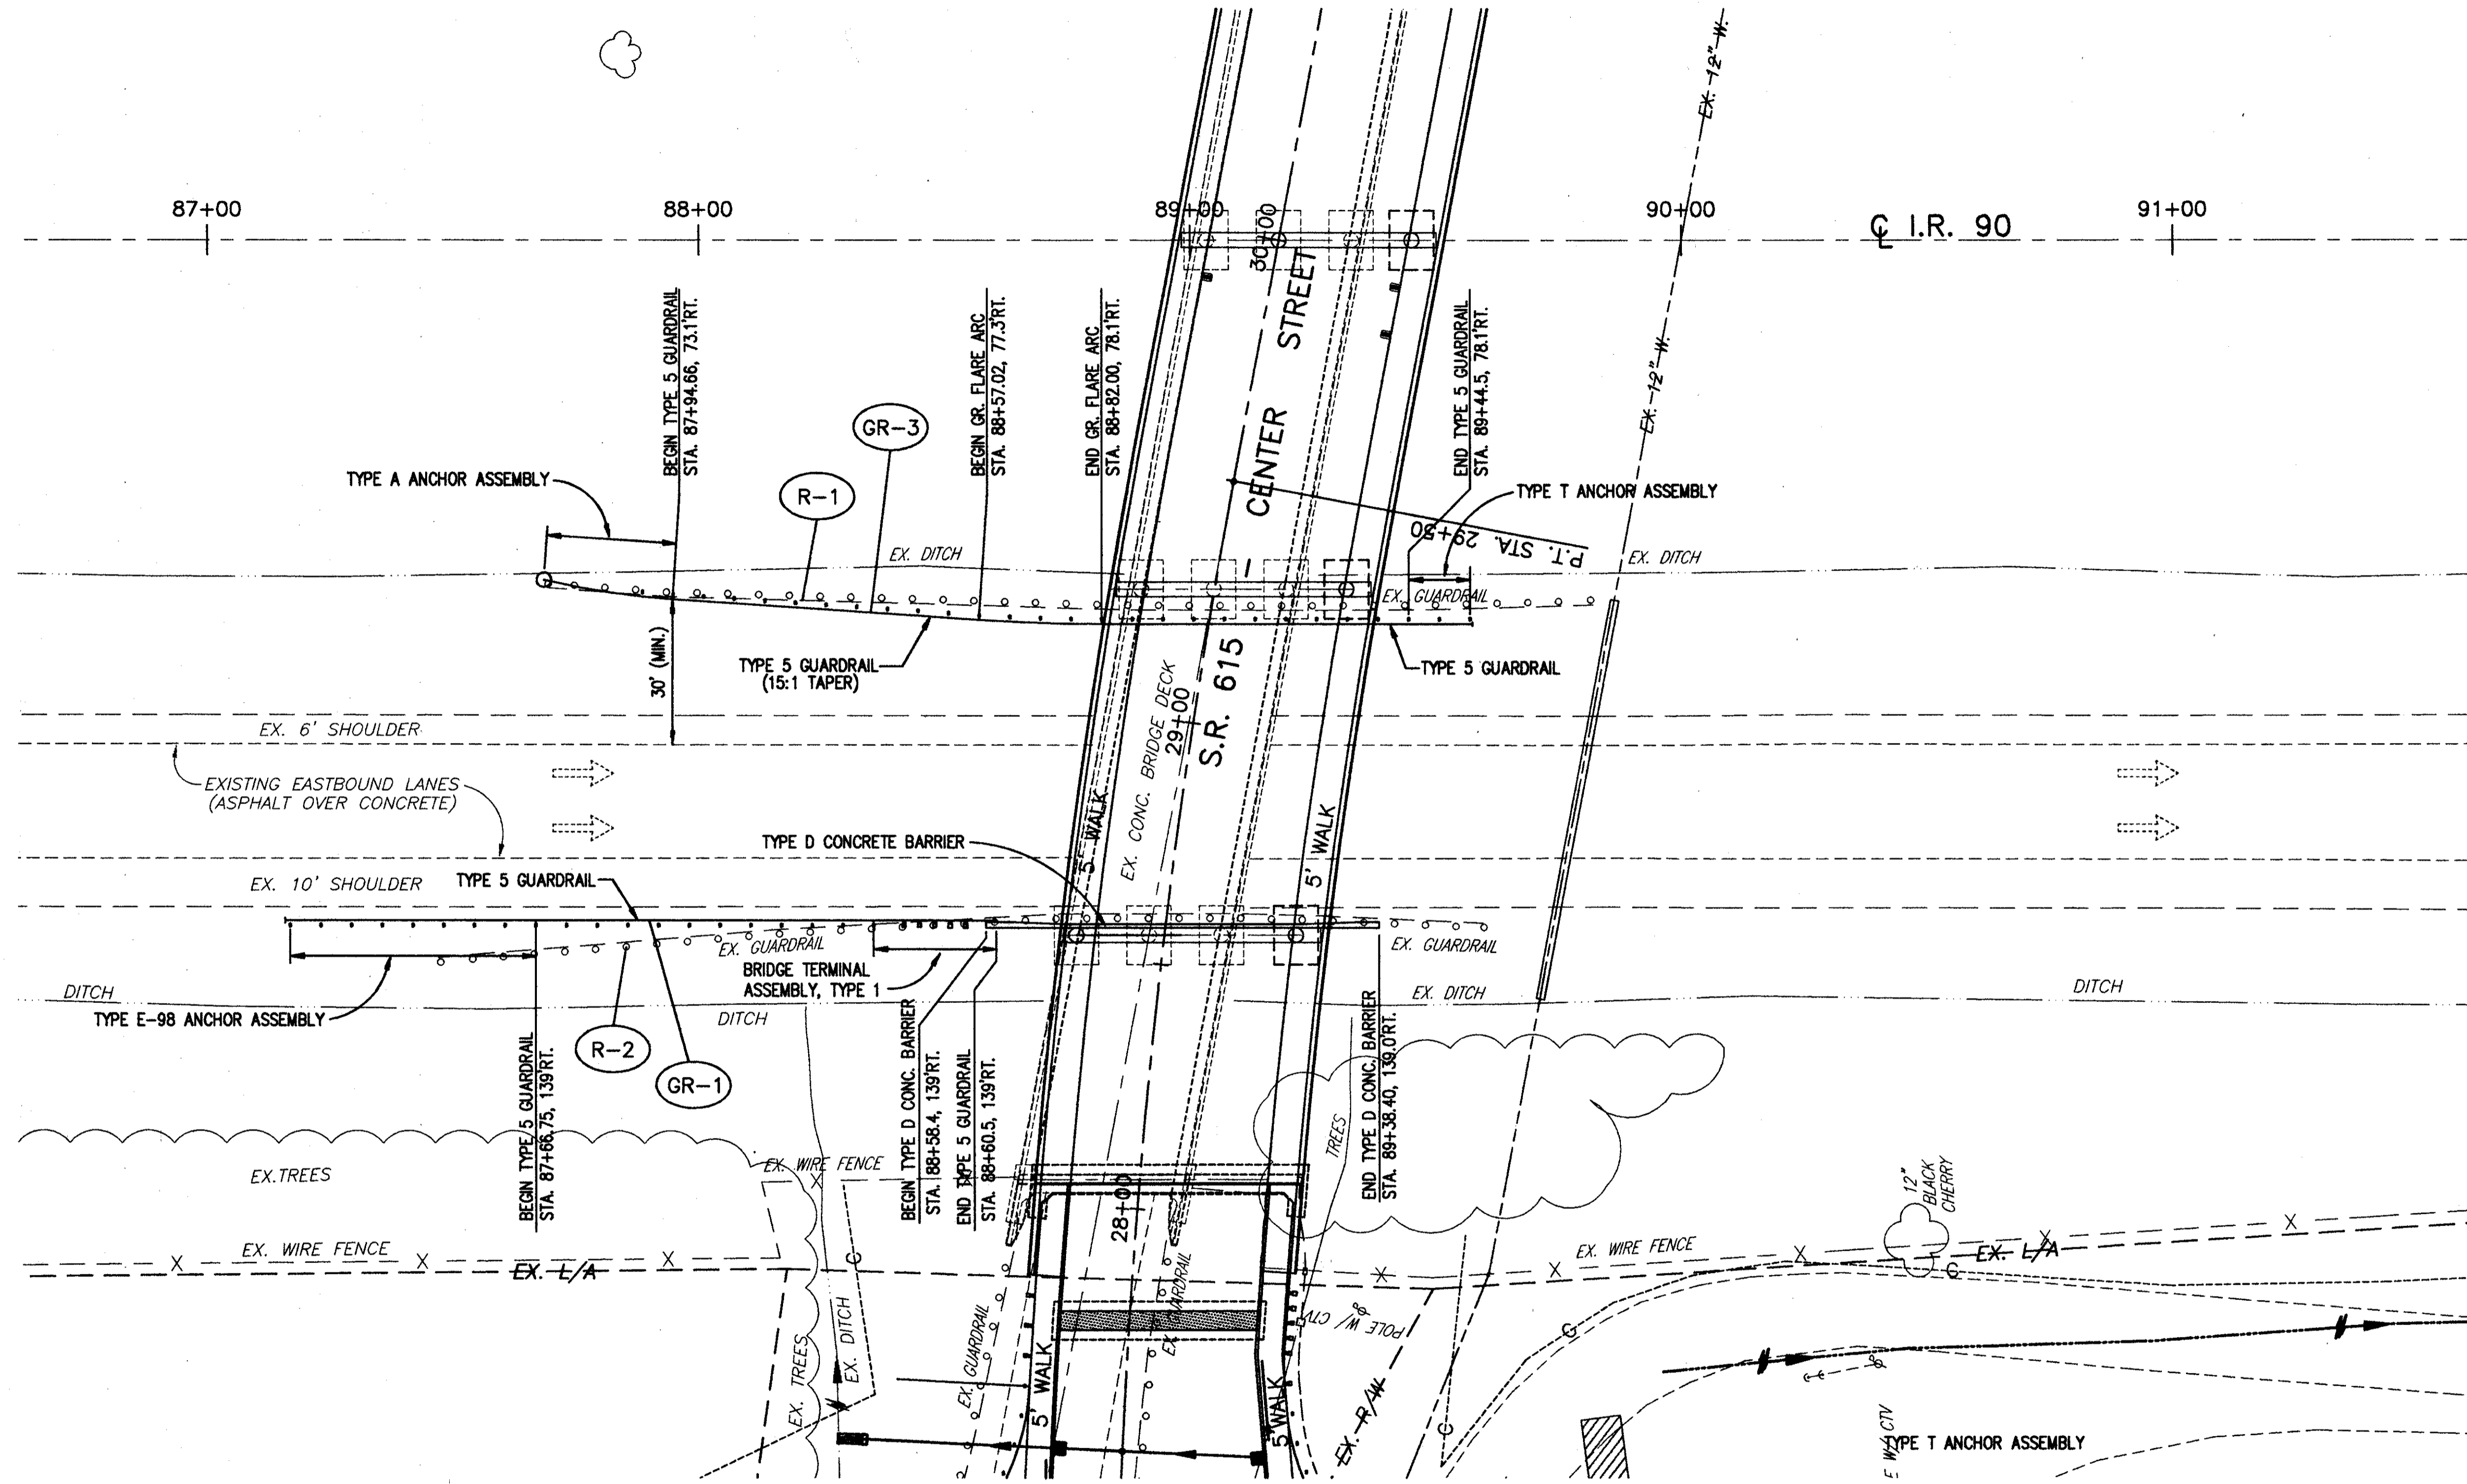 EX. 12" W.
87+00
88+00
89+00
90+00
91+00
℄ I.R. 90
30+00
CENTER STREET
EX. 12" W.
BEGIN TYPE 5 GUARDRAIL
STA. 87+94.66, 73.1'RT.
BEGIN GR. FLARE ARC
STA. 88+57.02, 77.3'RT.
END GR. FLARE ARC
STA. 88+82.00, 78.1'RT.
END TYPE 5 GUARDRAIL
STA. 89+44.5, 78.1'RT.
GR-3
R-1
TYPE A ANCHOR ASSEMBLY
TYPE T ANCHOR ASSEMBLY
P.T. STA. 29+50
EX. DITCH
EX. DITCH
EX. GUARDRAIL
30' (MIN.)
TYPE 5 GUARDRAIL
(15:1 TAPER)
TYPE 5 GUARDRAIL
S.R. 615
29+00
EX. CONC. BRIDGE DECK
EX. 6' SHOULDER
EXISTING EASTBOUND LANES
(ASPHALT OVER CONCRETE)
5' WALK
5' WALK
TYPE D CONCRETE BARRIER
EX. 10' SHOULDER
TYPE 5 GUARDRAIL
EX. GUARDRAIL
EX. GUARDRAIL
BRIDGE TERMINAL
ASSEMBLY, TYPE 1
DITCH
EX. DITCH
DITCH
TYPE E-98 ANCHOR ASSEMBLY
DITCH
R-2
GR-1
BEGIN TYPE 5 GUARDRAIL
STA. 87+66.75, 139'RT.
BEGIN TYPE D CONC. BARRIER
STA. 88+58.4, 139'RT.
END TYPE 5 GUARDRAIL
STA. 88+60.5, 139'RT.
END TYPE D CONC. BARRIER
STA. 89+38.40, 139.0'RT.
TREES
EX.TREES
EX. WIRE FENCE
12"
BLACK
CHERRY
28+00
EX. WIRE FENCE
EX. L/A
EX. WIRE FENCE
EX. L/A
EX. TREES
EX. DITCH
EX. GUARDRAIL
EX. GUARDRAIL
POLE W/ CTV
5' WALK
5' WALK
EX. R/W
E W/CTV
TYPE T ANCHOR ASSEMBLY